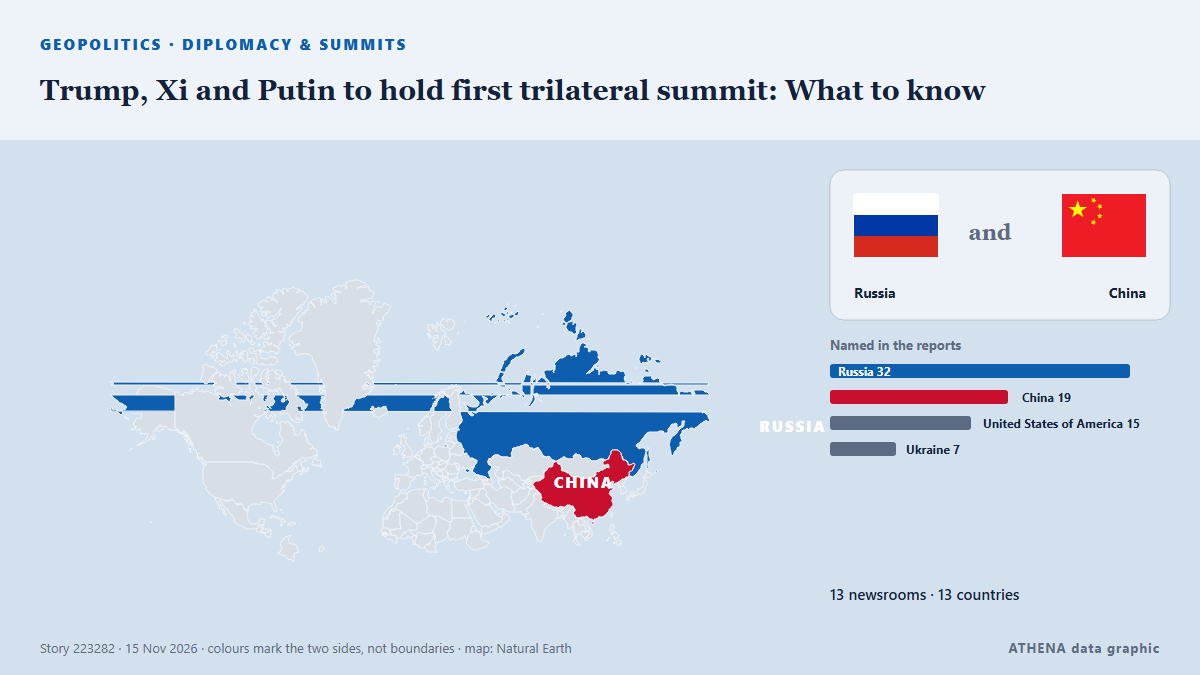 GEOPOLITICS · DIPLOMACY & SUMMITS
Trump, Xi and Putin to hold first trilateral summit: What to know
and
Russia
China
Named in the reports
Russia 32
China 19
United States of America 15
Ukraine 7
RUSSIA
CHINA
13 newsrooms · 13 countries
Story 223282 · 15 Nov 2026 · colours mark the two sides, not boundaries · map: Natural Earth
ATHENA data graphic